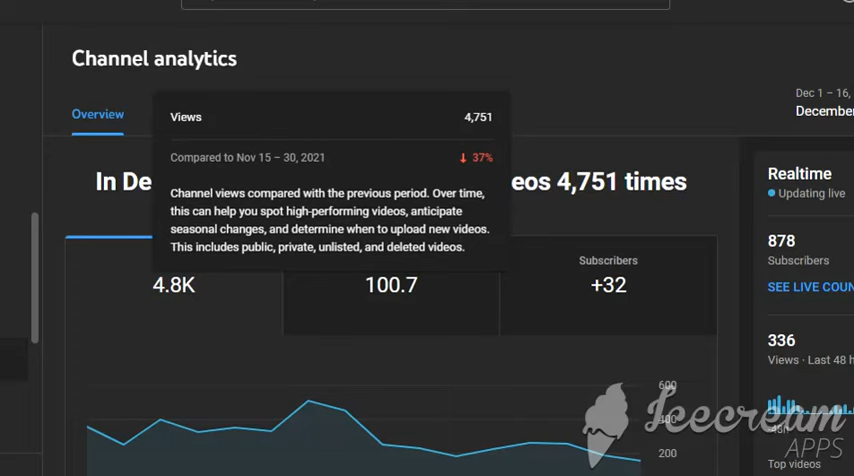 Channel analytics
Dec 1 – 16,
Overview
Decembe
Views 4,751
Compared to Nov 15 – 30, 2021 37%
In De
eos 4,751 times
Channel views compared with the previous period. Over time,
this can help you spot high-performing videos, anticipate
seasonal changes, and determine when to upload new videos.
This includes public, private, unlisted, and deleted videos.
Realtime
Updating live
878
Subscribers
SEE LIVE COUN
4.8K
100.7
Subscribers
+32
336
Views · Last 48 h
600
400
200
-48h
Top videos
Icecream
APPS